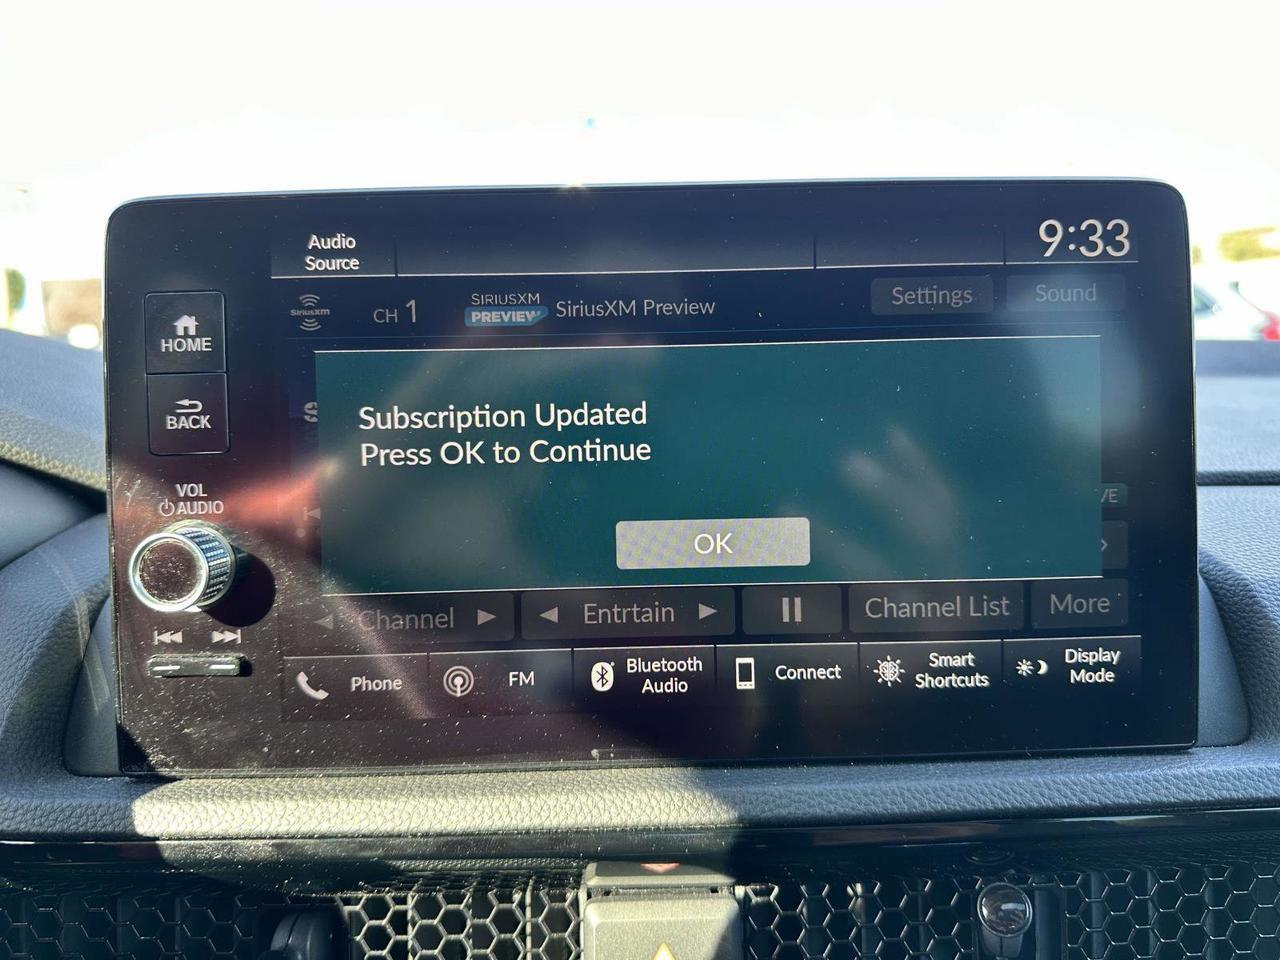 Audio
Source
9:33
SiriusXM
CH 1
SIRIUSXM
PREVIEW
SiriusXM Preview
Settings
Sound
HOME
BACK
VOL
AUDIO
Subscription Updated
Press OK to Continue
OK
Channel
Entrtain
Channel List
More
Phone
FM
Bluetooth
Audio
Connect
Smart
Shortcuts
Display
Mode